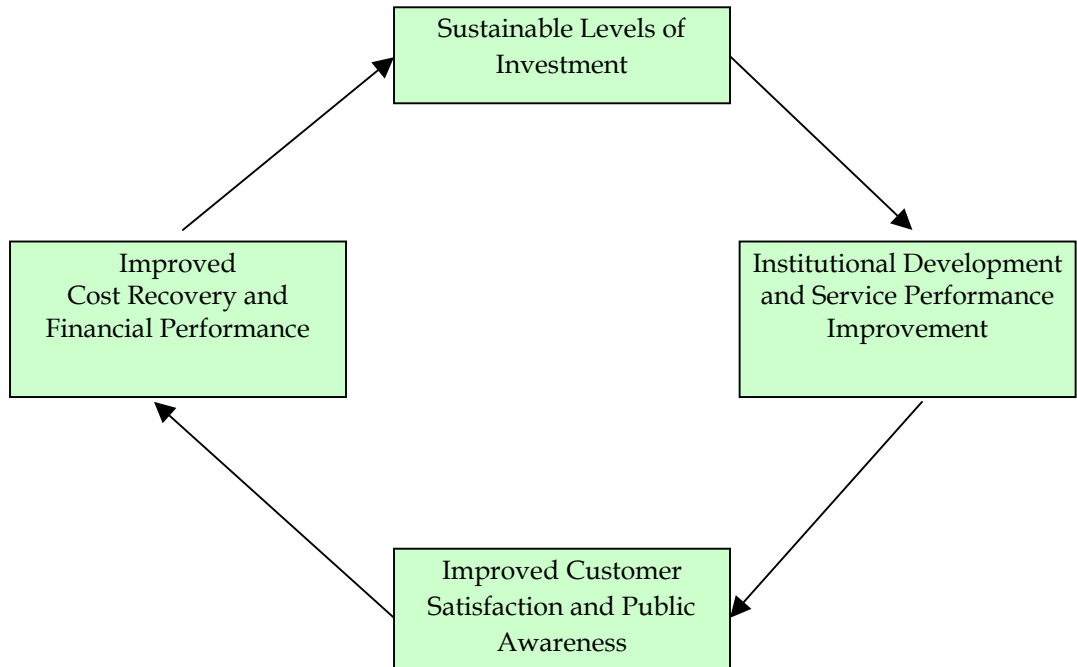 Sustainable Levels of
Investment
Improved
Cost Recovery and
Financial Performance
Institutional Development
and Service Performance
Improvement
Improved Customer
Satisfaction and Public
Awareness